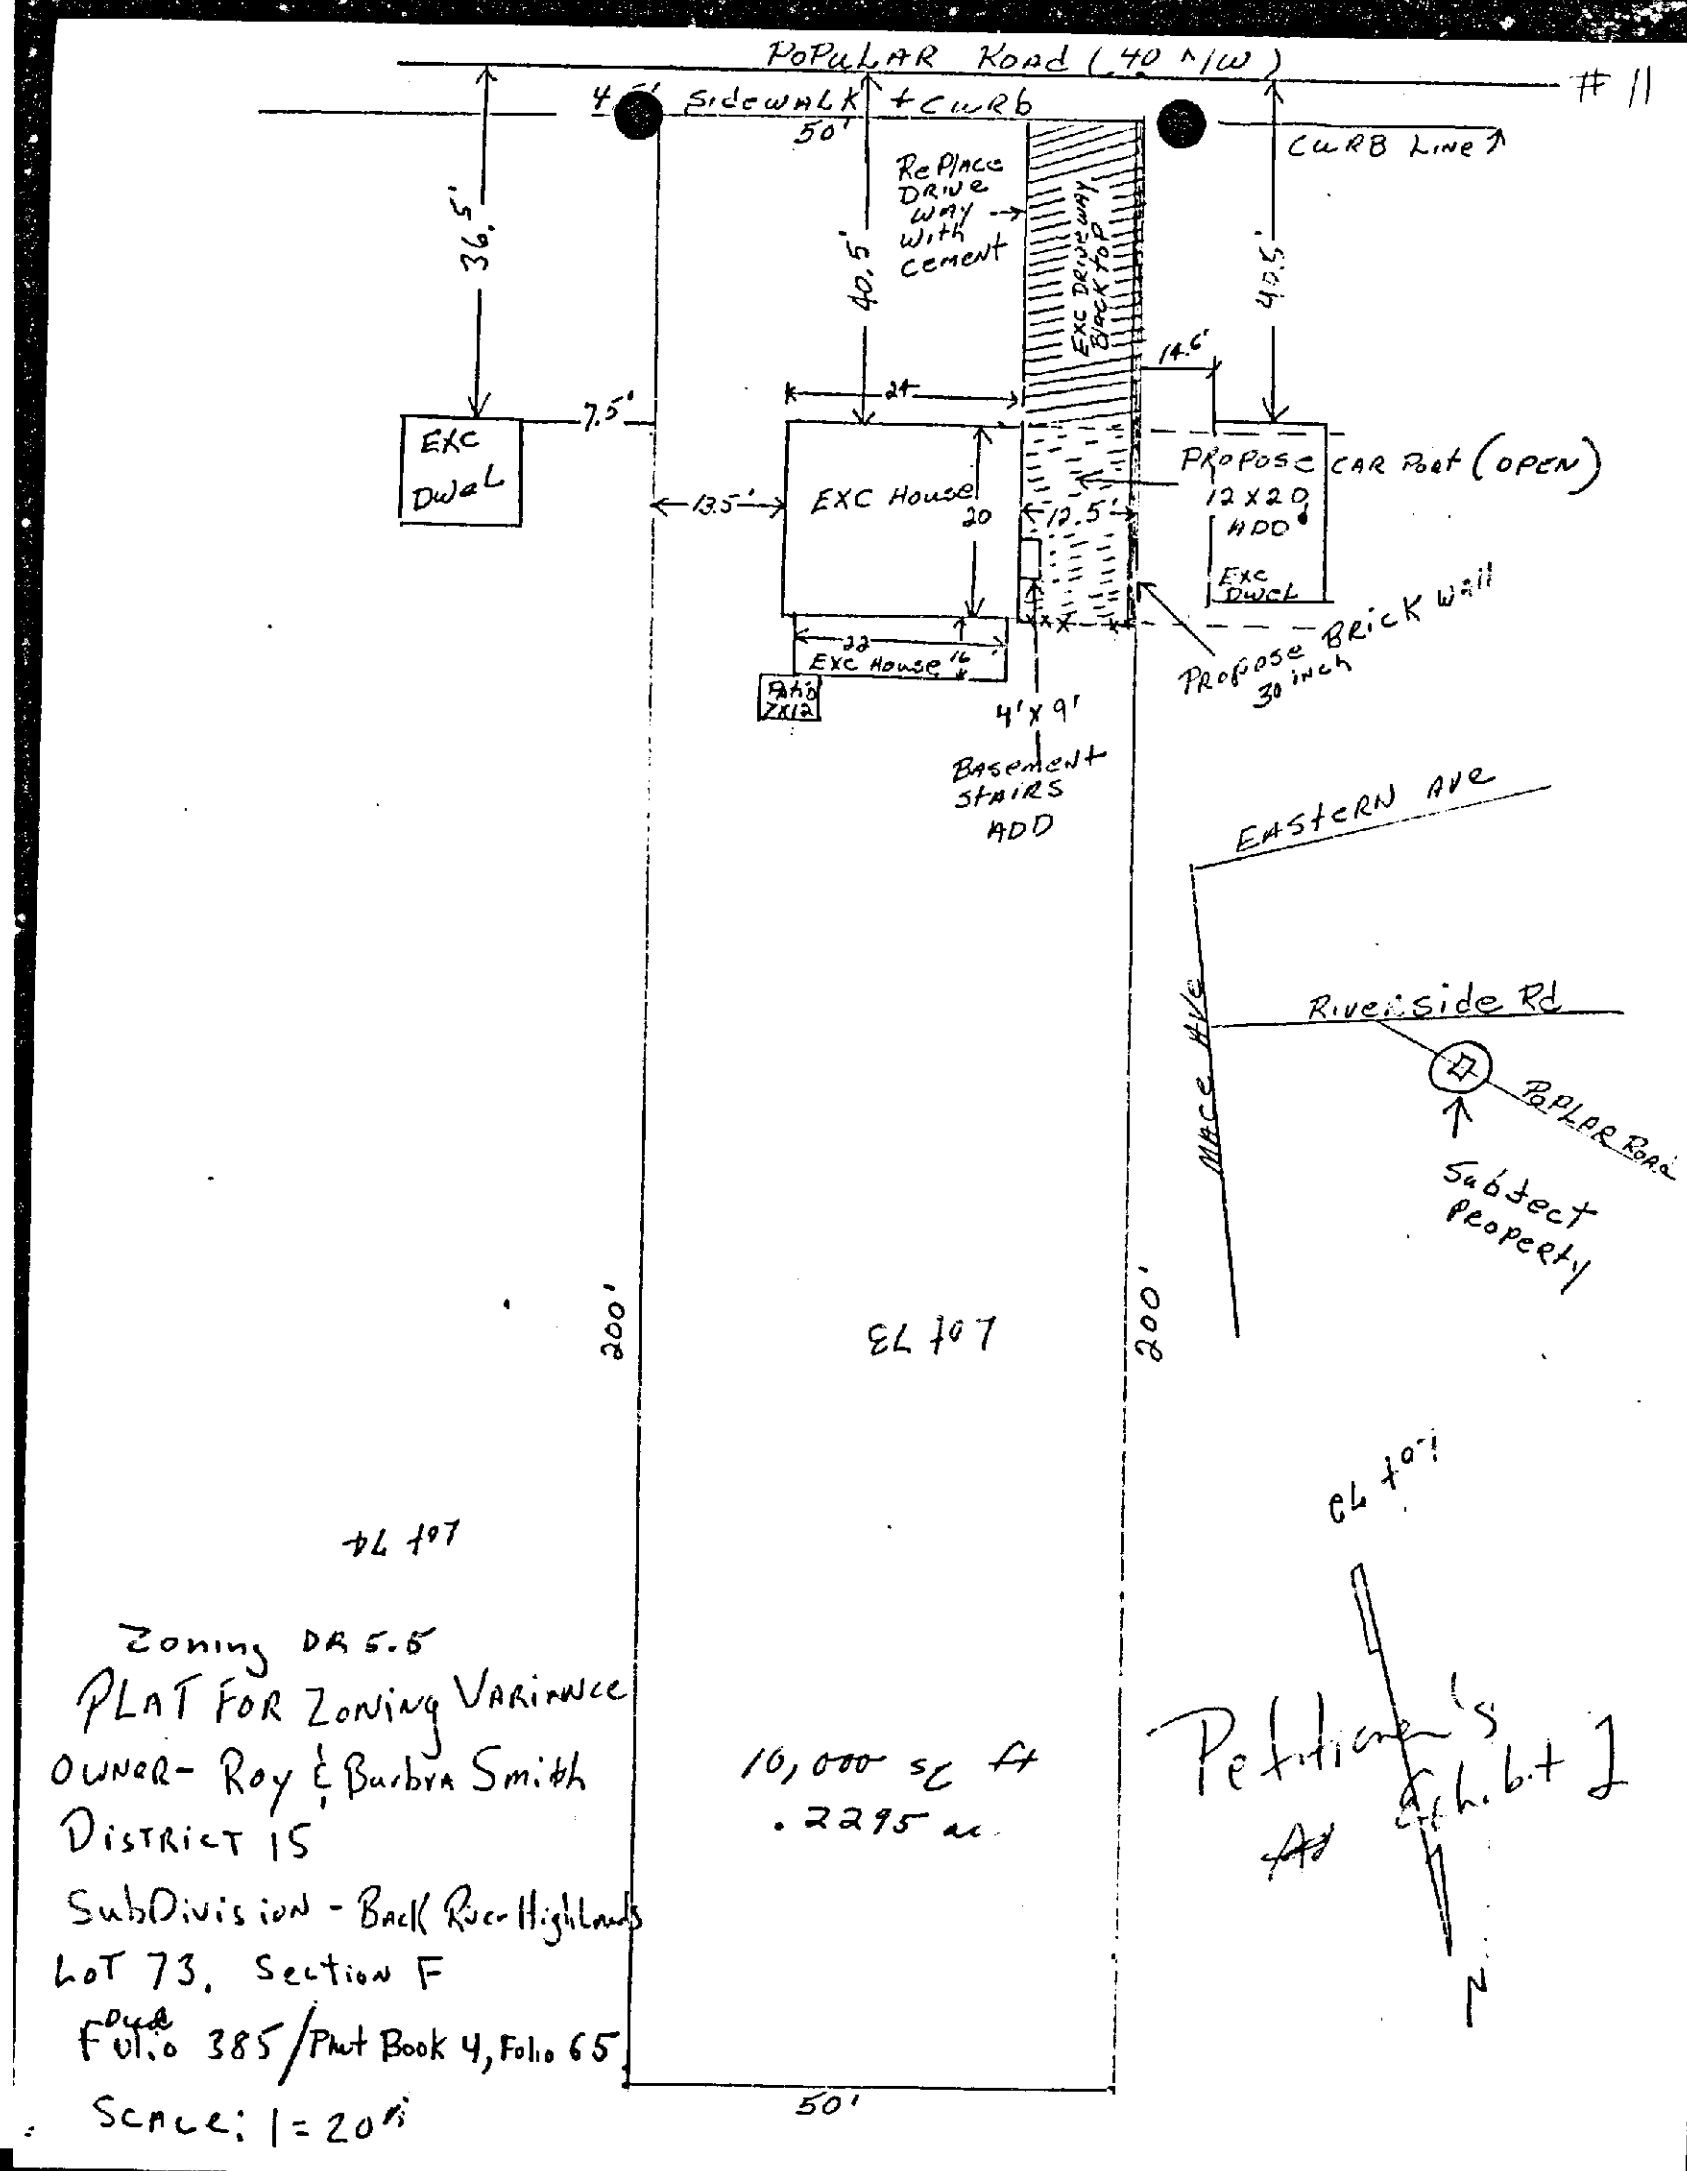 POPULAR ROAD (40 R/W)
# 11
SideWALK + CURb
50'
CURB LINE
36.5'
40.5'
40.5'
RePlACE
DRIVE
WAY
With
CEMENT
EXC DRIVEWAY
BlACK toP
14.6'
24
7.5'
EXC
DWeL
13.5'
EXC House
20
12.5'
PROPOSE CAR PORt (OPEN)
12 X 20
ADD
EXC
DWEL
22
EXC House 16
PAtio
7X12
4' X 9'
BASEMENt
StAIRS
ADD
PROPOSE BRICK Wall
30 inch
EASteRN AVe
MACE AVE
Riverside Rd
POPLAR ROAD
SubJect
PROPERty
200'
200'
Lot 73
Lot 74
Zoning DR 5.5
PLAT FOR ZONiNg VARIANCE
OWNER- Roy & Barbra Smith
DISTRICT 15
SubDivisioN - BACK River HighLands
LOT 73, SectioN F
Folio 385/Plat Book 4, Folio 65
SCALE: 1 = 20
10,000 sq ft
.2295 ac
50'
Petitioner's
Exhibit 1
N